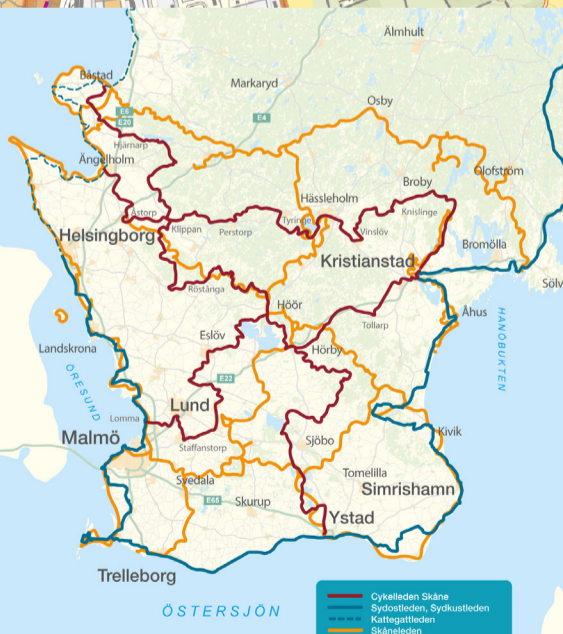 Älmhult
Båstad
Markaryd
Osby
E6
E20
E4
Hjärnarp
Ängelholm
Olofström
Broby
Hässleholm
Knislinge
Åstorp
Klippan
Perstorp
Tyringe
Vinslöv
Helsingborg
Bromölla
Kristianstad
Sölv
Röstånga
Höör
Åhus
Tollarp
HANÖBUKTEN
Eslöv
Landskrona
Hörby
ÖRESUND
E22
Lund
Lomma
Kivik
Malmö
Staffanstorp
Sjöbo
Tomelilla
Svedala
Simrishamn
E65
Skurup
Ystad
Trelleborg
ÖSTERSJÖN
Cykelleden Skåne
Sydostleden, Sydkustleden
Kattegattleden
Skåneleden